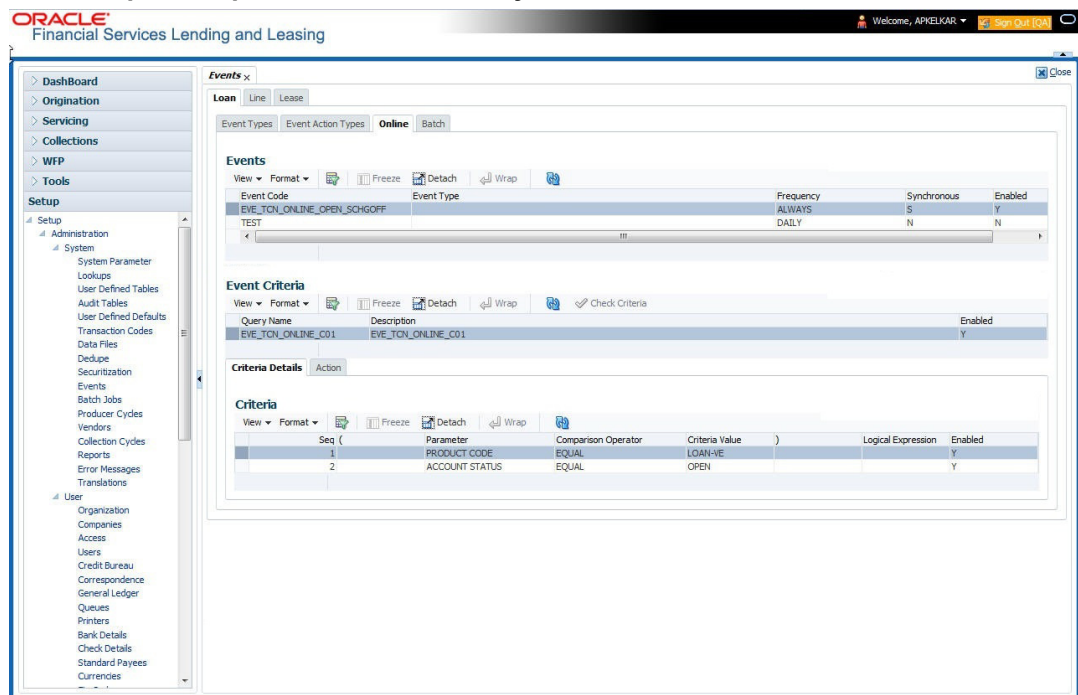 ORACLE
Financial Services Lending and Leasing
Welcome, APKELKAR
Sign Out [QA]
DashBoard
Origination
Servicing
Collections
WFP
Tools
Setup
Setup
Administration
System
System Parameter
Lookups
User Defined Tables
Audit Tables
User Defined Defaults
Transaction Codes
Data Files
Dedupe
Securitization
Events
Batch Jobs
Producer Cycles
Vendors
Collection Cycles
Reports
Error Messages
Translations
User
Organization
Companies
Access
Users
Credit Bureau
Correspondence
General Ledger
Queues
Printers
Bank Details
Check Details
Standard Payees
Currencies
Events
Close
Loan Line Lease
Event Types Event Action Types Online Batch
Events
View Format Freeze Detach Wrap
Event Code Event Type Frequency Synchronous Enabled
EVE_TCN_ONLINE_OPEN_SCHGOFF ALWAYS S Y
TEST DAILY N N
Event Criteria
View Format Freeze Detach Wrap Check Criteria
Query Name Description Enabled
EVE_TCN_ONLINE_C01 EVE_TCN_ONLINE_C01 Y
Criteria Details Action
Criteria
View Format Freeze Detach Wrap
Seq ( Parameter Comparison Operator Criteria Value ) Logical Expression Enabled
1 PRODUCT CODE EQUAL LOAN-VE Y
2 ACCOUNT STATUS EQUAL OPEN Y